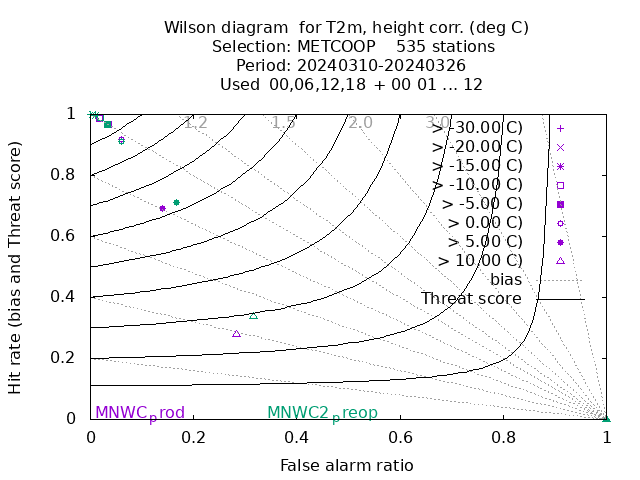 Wilson diagram  for T2m, height corr. (deg C)
Selection: METCOOP    535 stations
Period: 20240310-20240326
Used  00,06,12,18  + 00 01 ... 12
1.2 1.5 2.0 3.0
> -30.00 C)
> -20.00 C)
> -15.00 C)
> -10.00 C)
> -5.00 C)
> 0.00 C)
> 5.00 C)
> 10.00 C)
bias
Threat score
1
0.8
0.6
0.4
0.2
0
Hit rate (bias and Threat score)
MNWCprod MNWC2preop
0 0.2 0.4 0.6 0.8 1
False alarm ratio